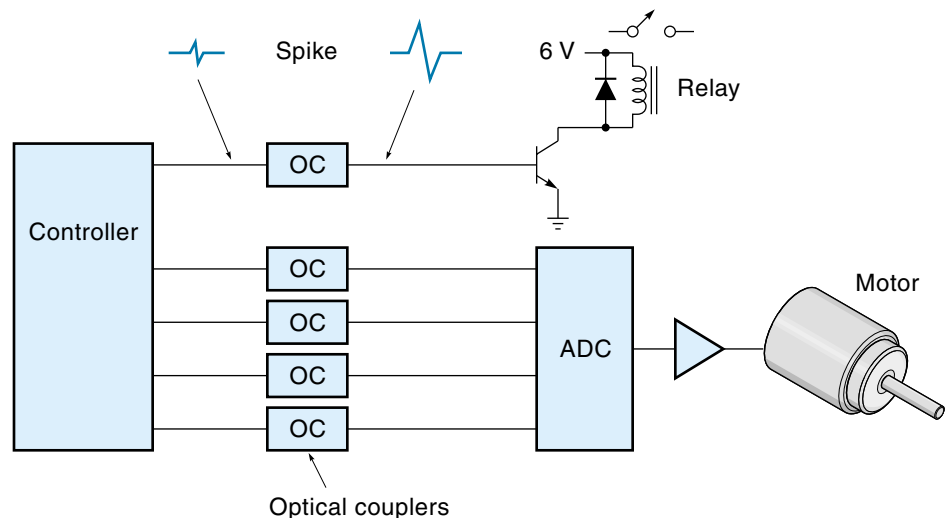 Spike
6 V
Relay
OC
Controller
OC
OC
OC
OC
ADC
Motor
Optical couplers